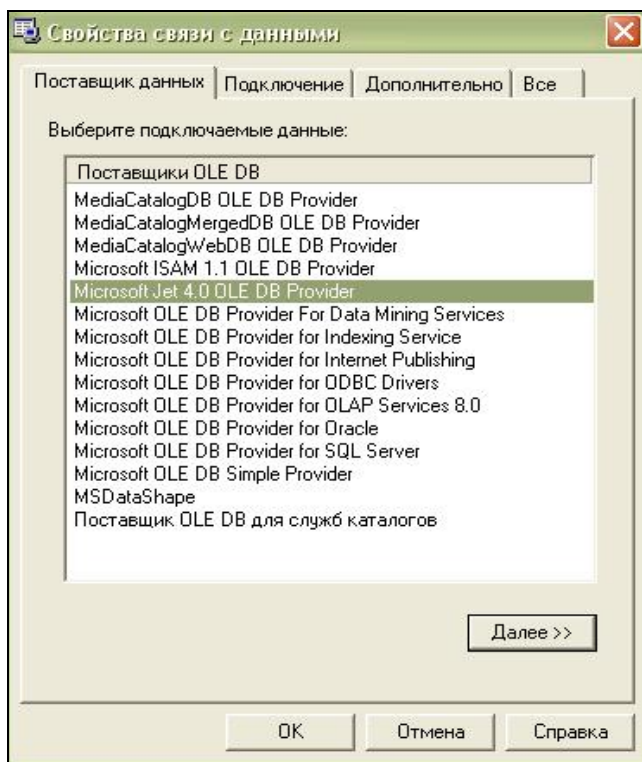 Свойства связи с данными
Поставщик данных Подключение Дополнительно Все
Выберите подключаемые данные:
Поставщики OLE DB
MediaCatalogDB OLE DB Provider
MediaCatalogMergedDB OLE DB Provider
MediaCatalogWebDB OLE DB Provider
Microsoft ISAM 1.1 OLE DB Provider
Microsoft Jet 4.0 OLE DB Provider
Microsoft OLE DB Provider For Data Mining Services
Microsoft OLE DB Provider for Indexing Service
Microsoft OLE DB Provider for Internet Publishing
Microsoft OLE DB Provider for ODBC Drivers
Microsoft OLE DB Provider for OLAP Services 8.0
Microsoft OLE DB Provider for Oracle
Microsoft OLE DB Provider for SQL Server
Microsoft OLE DB Simple Provider
MSDataShape
Поставщик OLE DB для служб каталогов
Далее >>
OK Отмена Справка